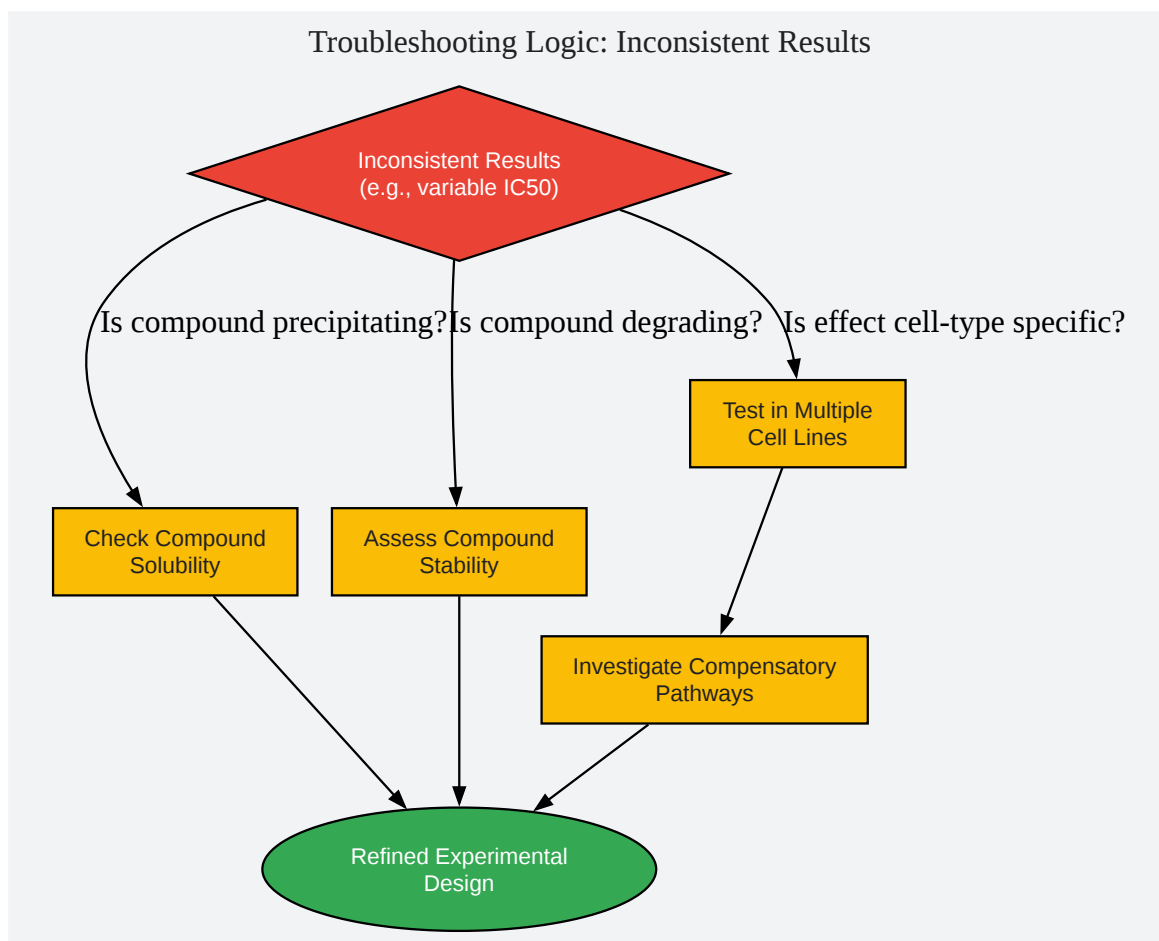 Troubleshooting Logic: Inconsistent Results
Inconsistent Results
(e.g., variable IC50)
Is compound precipitating?
Is compound degrading?
Is effect cell-type specific?
Test in Multiple
Cell Lines
Check Compound
Solubility
Assess Compound
Stability
Investigate Compensatory
Pathways
Refined Experimental
Design